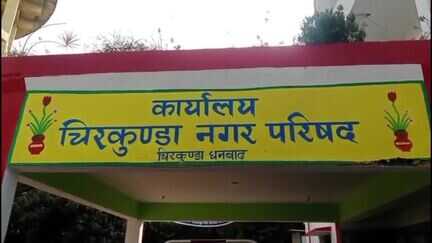 कार्यालय
चिरकुण्डा नगर परिषद
चिरकुण्डा धनबाद